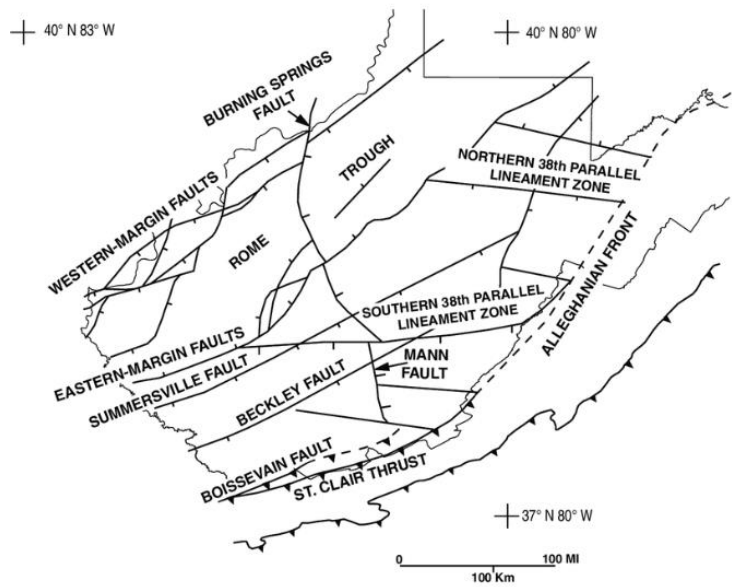 40° N 83° W
40° N 80° W
BURNING SPRINGS
FAULT
TROUGH
NORTHERN 38th PARALLEL
LINEAMENT ZONE
WESTERN-MARGIN FAULTS
ROME
ALLEGHANIAN FRONT
SOUTHERN 38th PARALLEL
LINEAMENT ZONE
EASTERN-MARGIN FAULTS
MANN
FAULT
SUMMERSVILLE FAULT
BECKLEY FAULT
BOISSEVAIN FAULT
ST. CLAIR THRUST
37° N 80° W
0 100 MI
100 Km